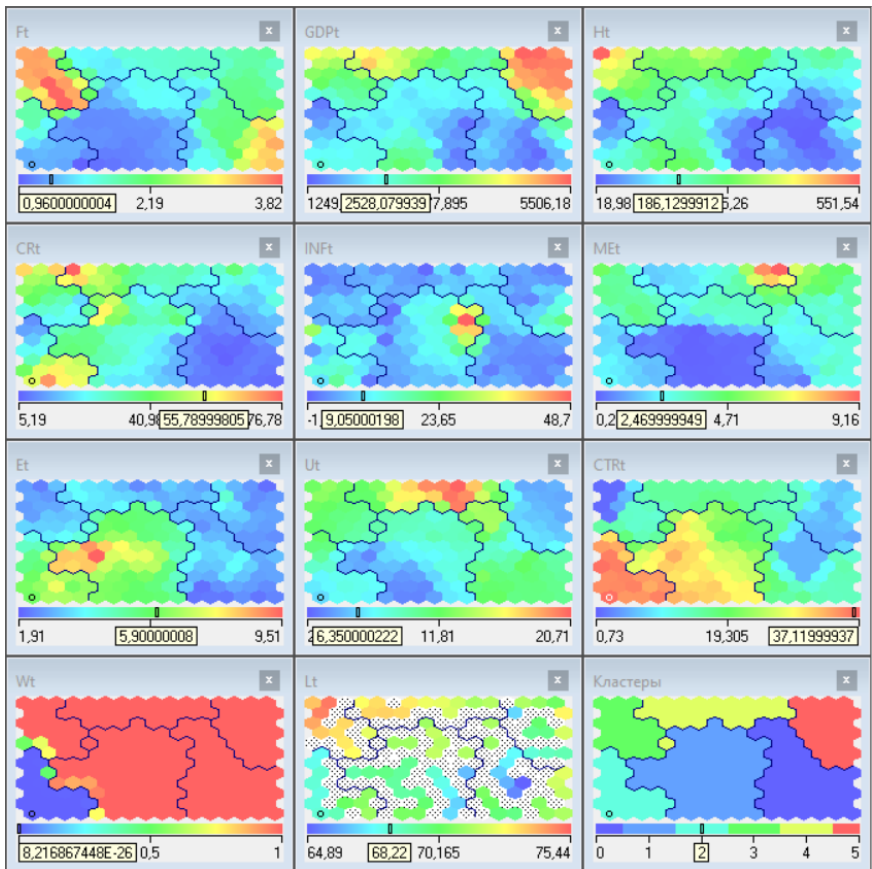 Ft
GDPt
Ht
0,9600000004 2,19 3,82
1249, 2528,079939 7,895 5506,18
18,98 186,1299912 5,26 551,54
CRt
INFt
MEt
5,19 40,98 55,78999805 76,78
-1, 9,05000198 23,65 48,7
0,2 2,469999949 4,71 9,16
Et
Ut
CTRt
1,91 5,90000008 9,51
2 6,350000222 11,81 20,71
0,73 19,305 37,11999937
Wt
Lt
Кластеры
8,216867448E-26 0,5 1
64,89 68,22 70,165 75,44
0 1 2 3 4 5